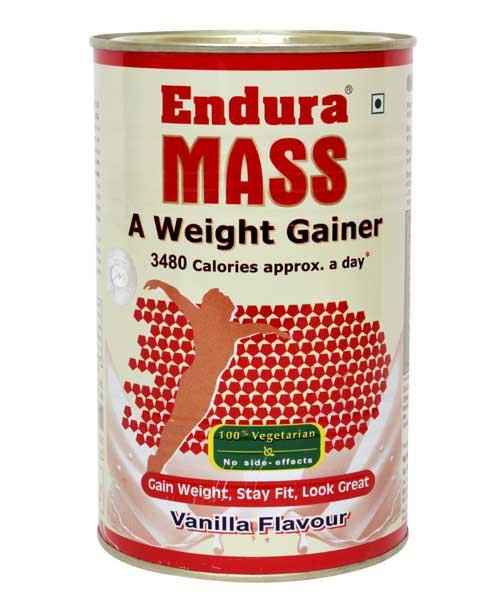 Endura®
MASS
A Weight Gainer
3480 Calories approx. a day*
100% Vegetarian
No side-effects
Gain Weight, Stay Fit, Look Great
Vanilla Flavour